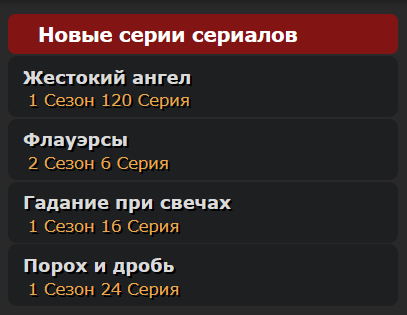 Новые серии сериалов
Жестокий ангел
1 Сезон 120 Серия
Флауэрсы
2 Сезон 6 Серия
Гадание при свечах
1 Сезон 16 Серия
Порох и дробь
1 Сезон 24 Серия